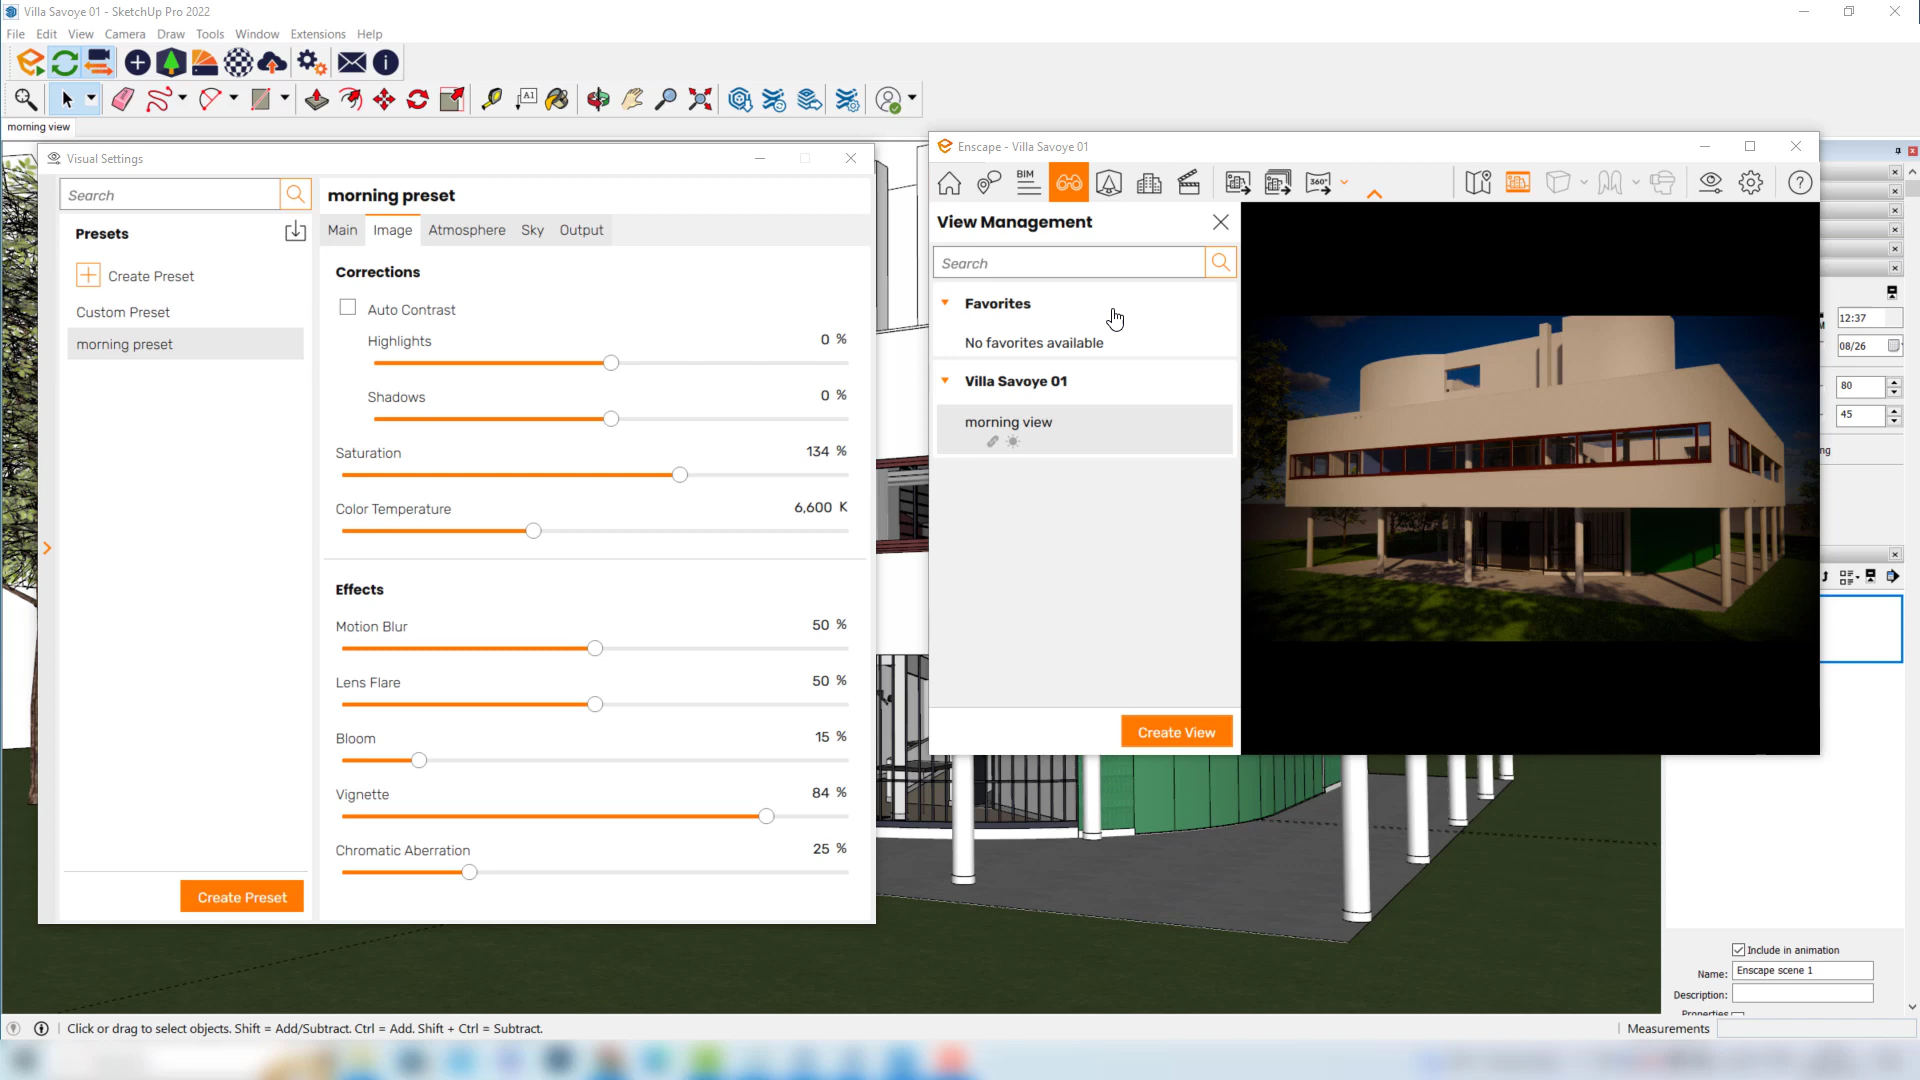 Villa Savoye 01 - SketchUp Pro 2022
File Edit View Camera Draw Tools Window Extensions Help
morning view
Visual Settings
Search
Presets
Create Preset
Custom Preset
morning preset
Create Preset
morning preset
Main Image Atmosphere Sky Output
Corrections
Auto Contrast
Highlights 0 %
Shadows 0 %
Saturation 134 %
Color Temperature 6,600 K
Effects
Motion Blur 50 %
Lens Flare 50 %
Bloom 15 %
Vignette 84 %
Chromatic Aberration 25 %
Enscape - Villa Savoye 01
BIM
360°
View Management
Search
Favorites
No favorites available
Villa Savoye 01
morning view
Create View
12:37
08/26
80
45
ng
Include in animation
Name: Enscape scene 1
Description:
Properties
Click or drag to select objects. Shift = Add/Subtract. Ctrl = Add. Shift + Ctrl = Subtract.
Measurements